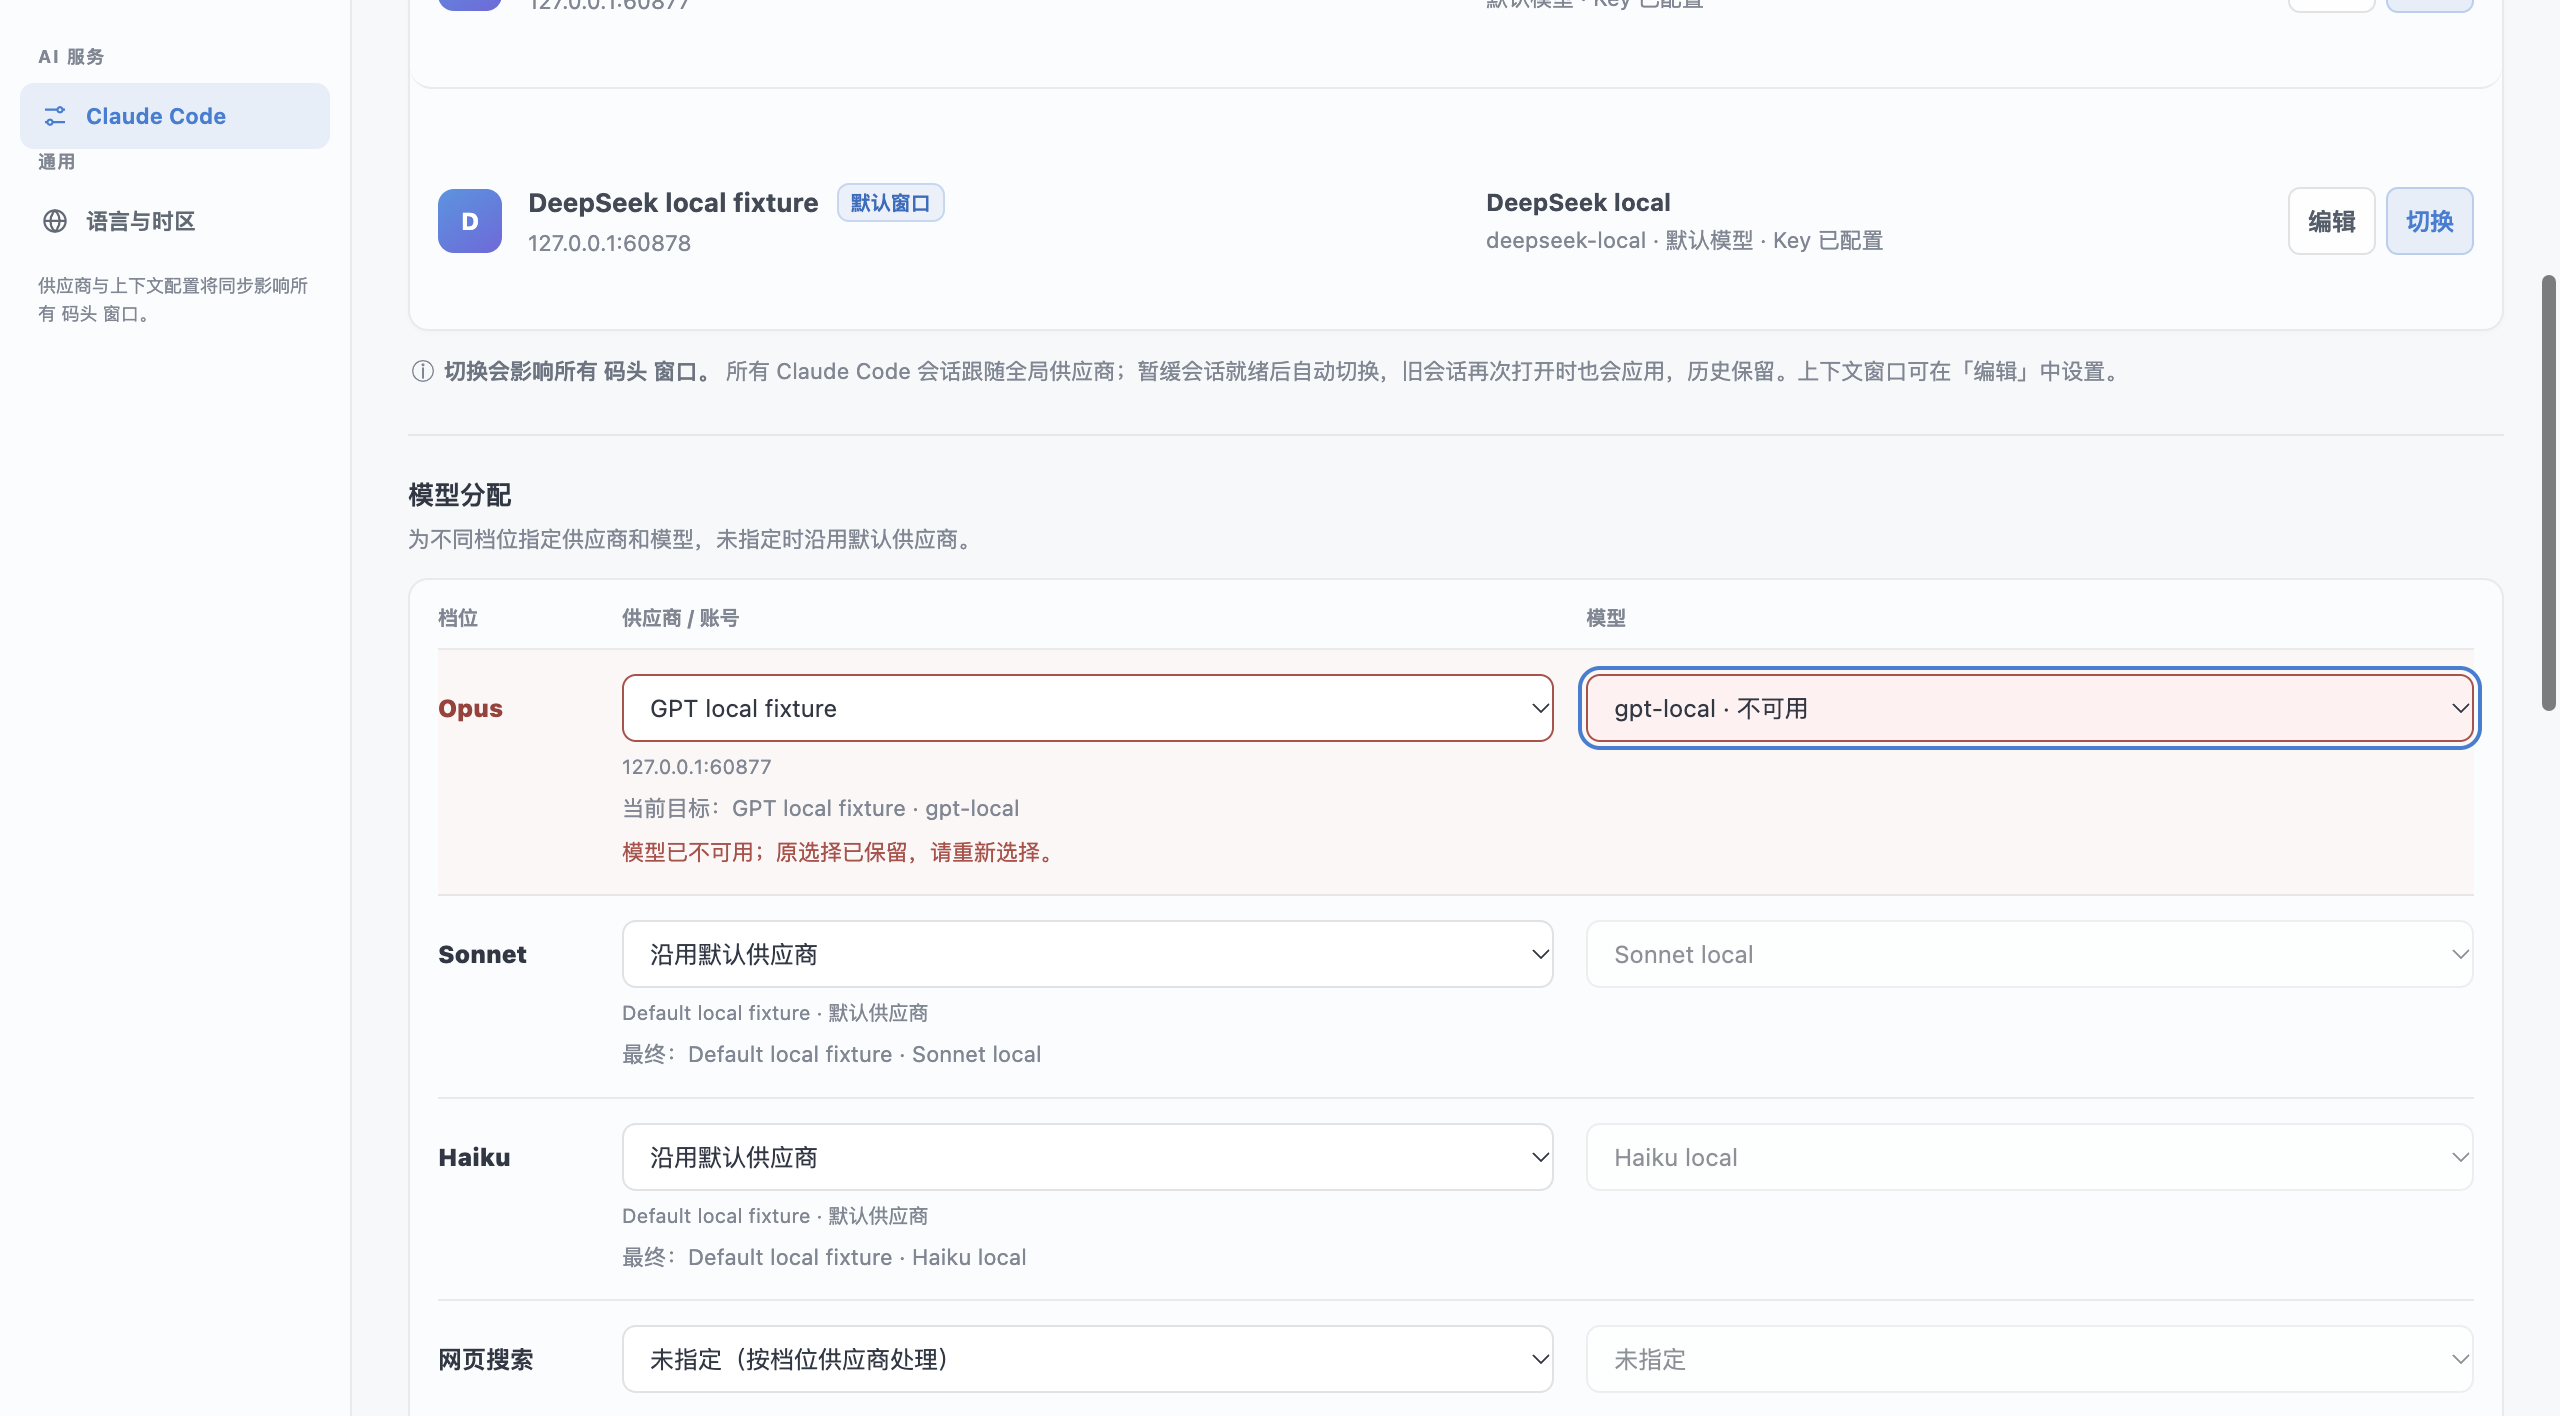 127.0.0.1:60877
默认模型 · Key 已配置
AI 服务
Claude Code
通用
语言与时区
供应商与上下文配置将同步影响所
有 码头 窗口。
D
DeepSeek local fixture
默认窗口
127.0.0.1:60878
DeepSeek local
deepseek-local · 默认模型 · Key 已配置
编辑
切换
切换会影响所有 码头 窗口。 所有 Claude Code 会话跟随全局供应商；暂缓会话就绪后自动切换，旧会话再次打开时也会应用，历史保留。上下文窗口可在「编辑」中设置。
模型分配
为不同档位指定供应商和模型，未指定时沿用默认供应商。
档位
供应商 / 账号
模型
Opus
GPT local fixture
gpt-local · 不可用
127.0.0.1:60877
当前目标：GPT local fixture · gpt-local
模型已不可用；原选择已保留，请重新选择。
Sonnet
沿用默认供应商
Sonnet local
Default local fixture · 默认供应商
最终：Default local fixture · Sonnet local
Haiku
沿用默认供应商
Haiku local
Default local fixture · 默认供应商
最终：Default local fixture · Haiku local
网页搜索
未指定（按档位供应商处理）
未指定